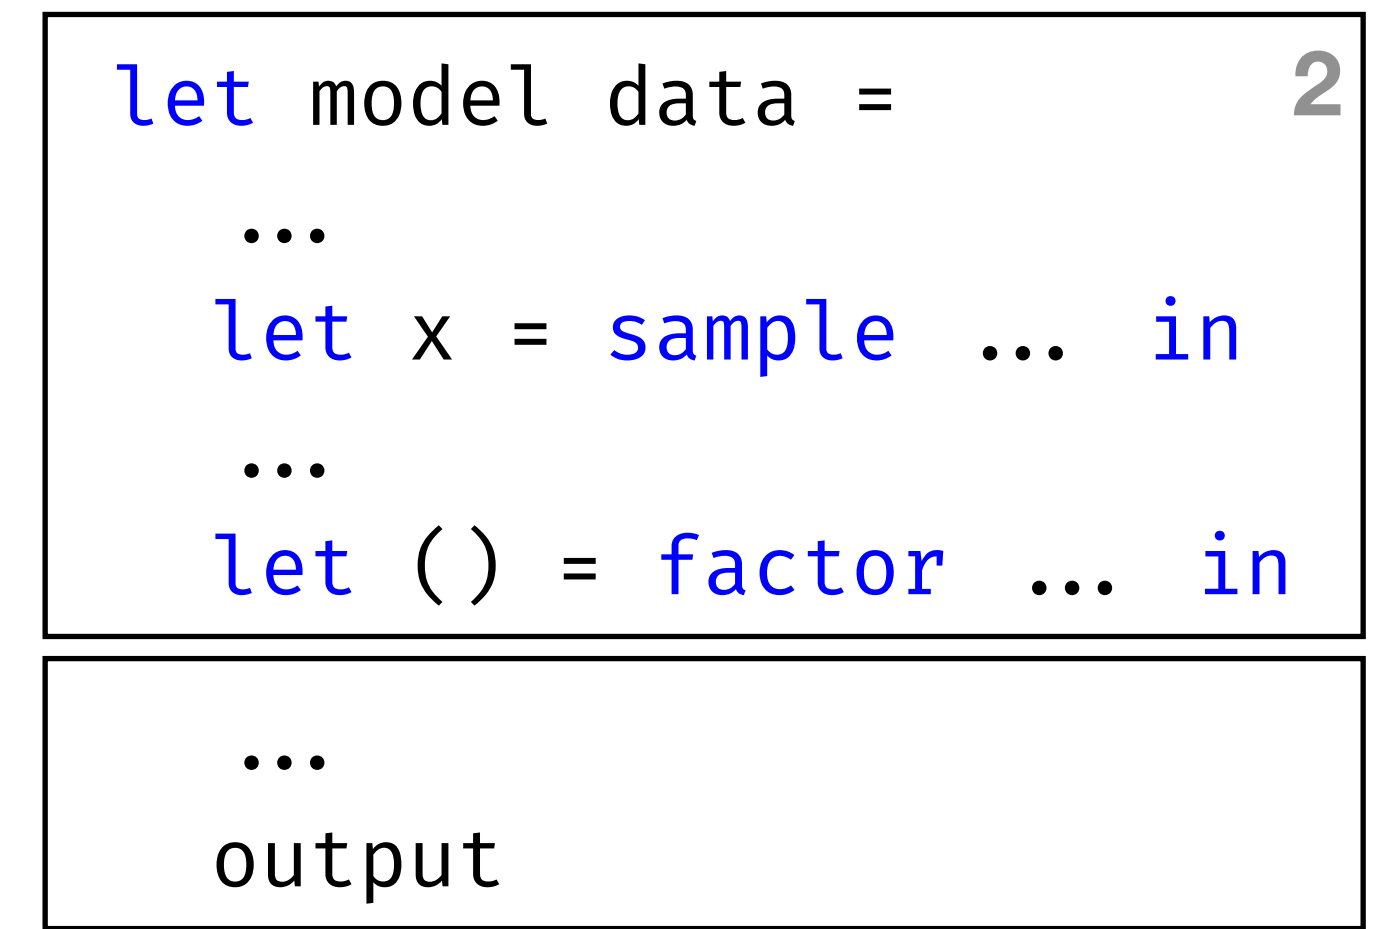 let model data = 2
...
let x = sample ... in
...
let () = factor ... in
...
output